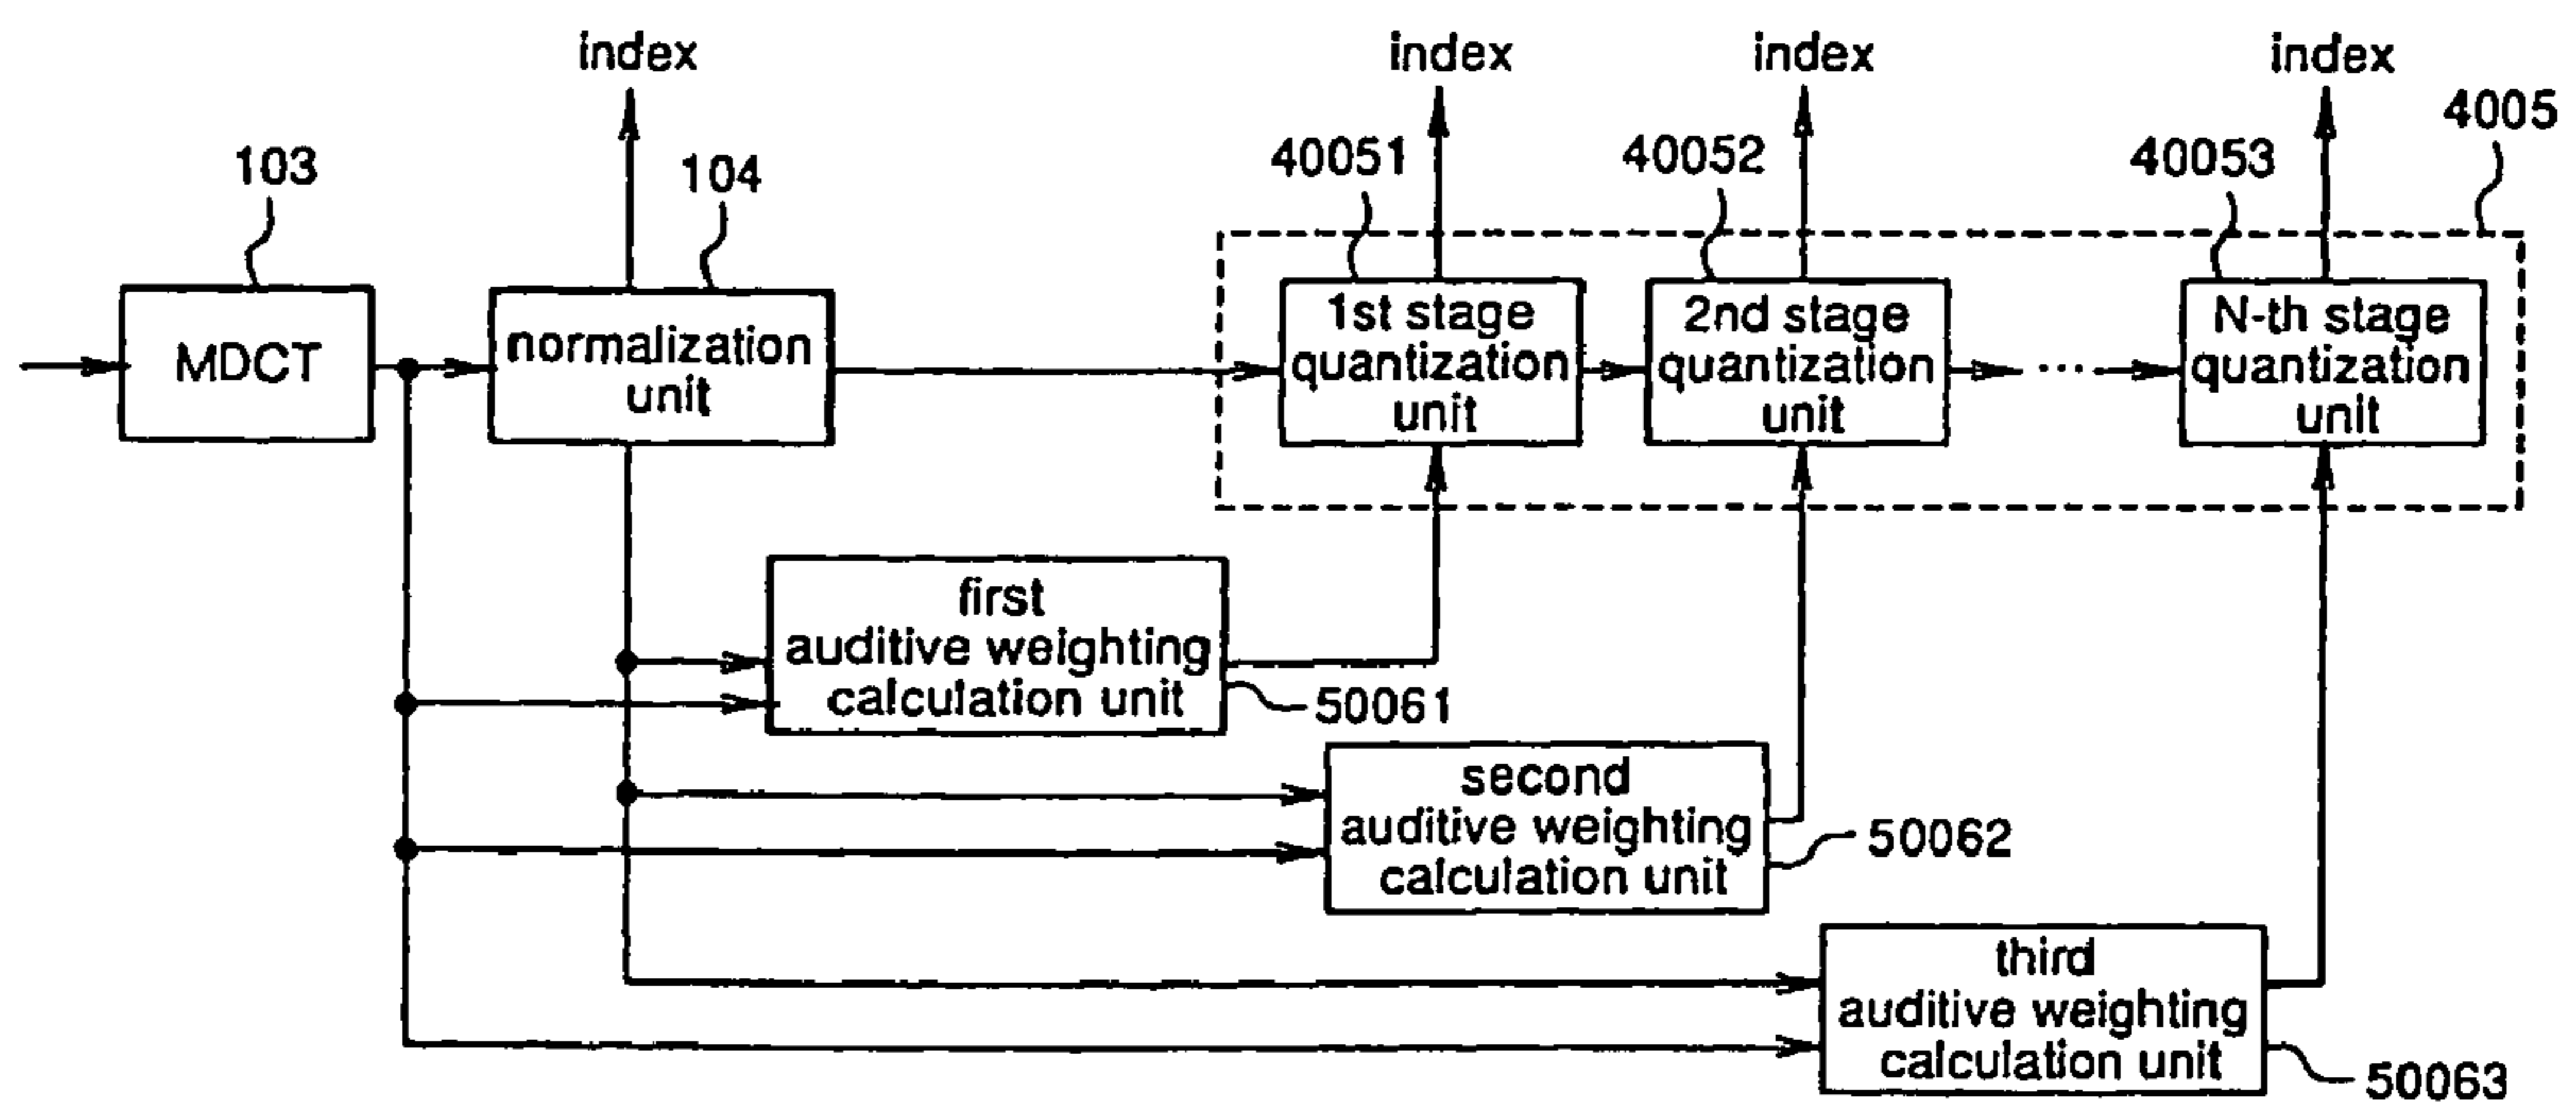 index
index
index
index
4005
103
104
40051
40052
40053
MDCT
normalization
unit
1st stage
quantization
unit
2nd stage
quantization
unit
...
N-th stage
quantization
unit
first
auditive weighting
calculation unit
50061
second
auditive weighting
calculation unit
50062
third
auditive weighting
calculation unit
50063